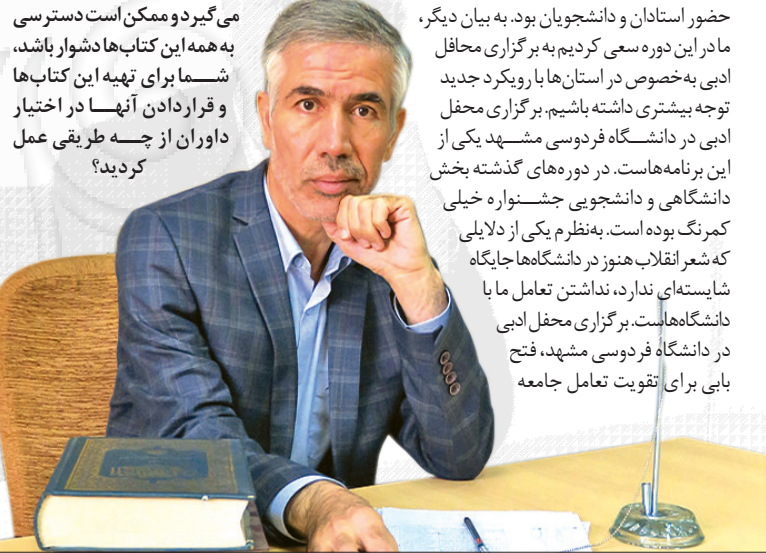 حضور استادان و دانشجویان بود. به بیان دیگر،
ما در این دوره سعی کردیم به برگزاری محافل
ادبی به‌خصوص در استان‌ها با رویکرد جدید
توجه بیشتری داشته باشیم. برگزاری محفل
ادبی در دانشگاه فردوسی مشهد یکی از
این برنامه‌هاست. در دوره‌های گذشته بخش
دانشگاهی و دانشجویی جشنواره خیلی
کمرنگ بوده است. به‌نظرم یکی از دلایلی
که شعر انقلاب هنوز در دانشگاه‌ها جایگاه
شایسته‌ای ندارد، نداشتن تعامل ما با
دانشگاه‌هاست. برگزاری محفل ادبی
در دانشگاه فردوسی مشهد، فتح
بابی برای تقویت تعامل جامعه
می‌گیرد و ممکن است دسترسی
به همه این کتاب‌ها دشوار باشد،
شما برای تهیه این کتاب‌ها
و قراردادن آنها در اختیار
داوران از چه طریقی عمل
کردید؟